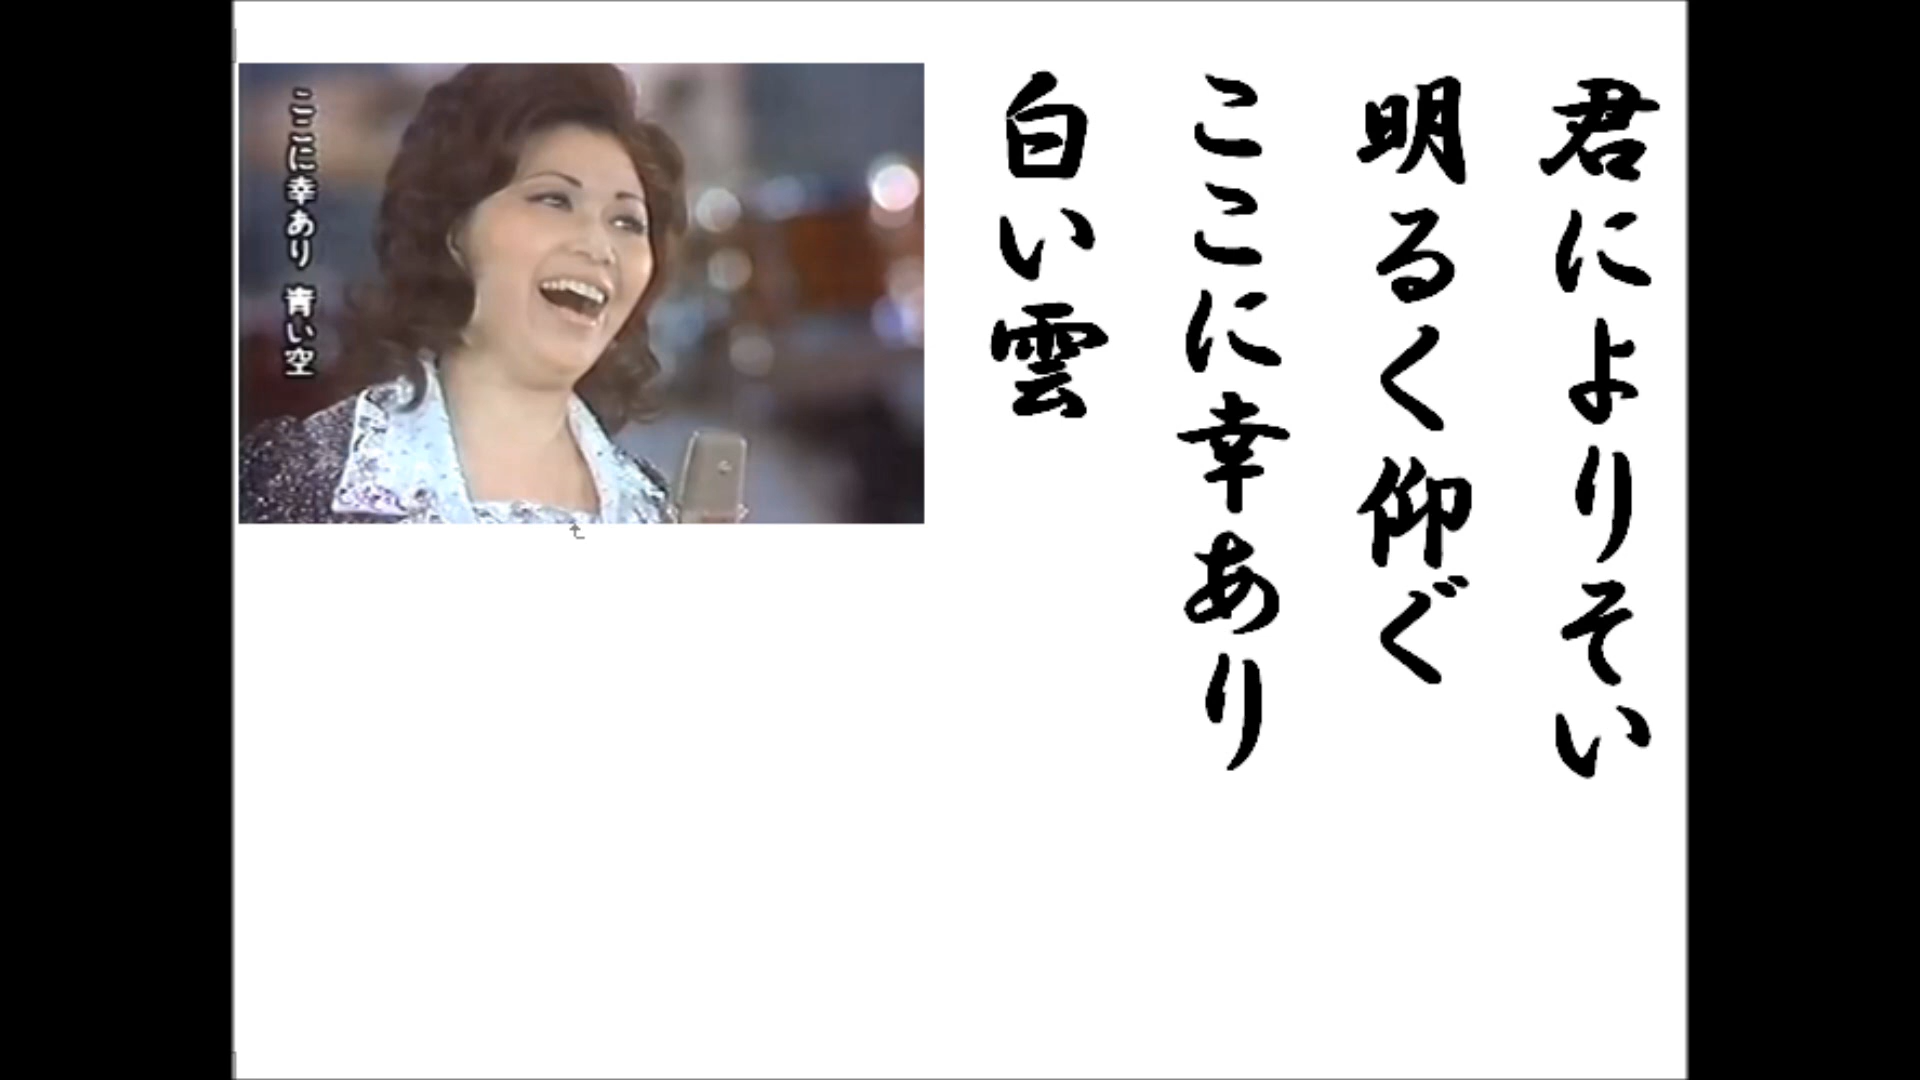 君によりそい
明るく仰ぐ
ここに幸あり
白い雲
ここに幸あり 青い空